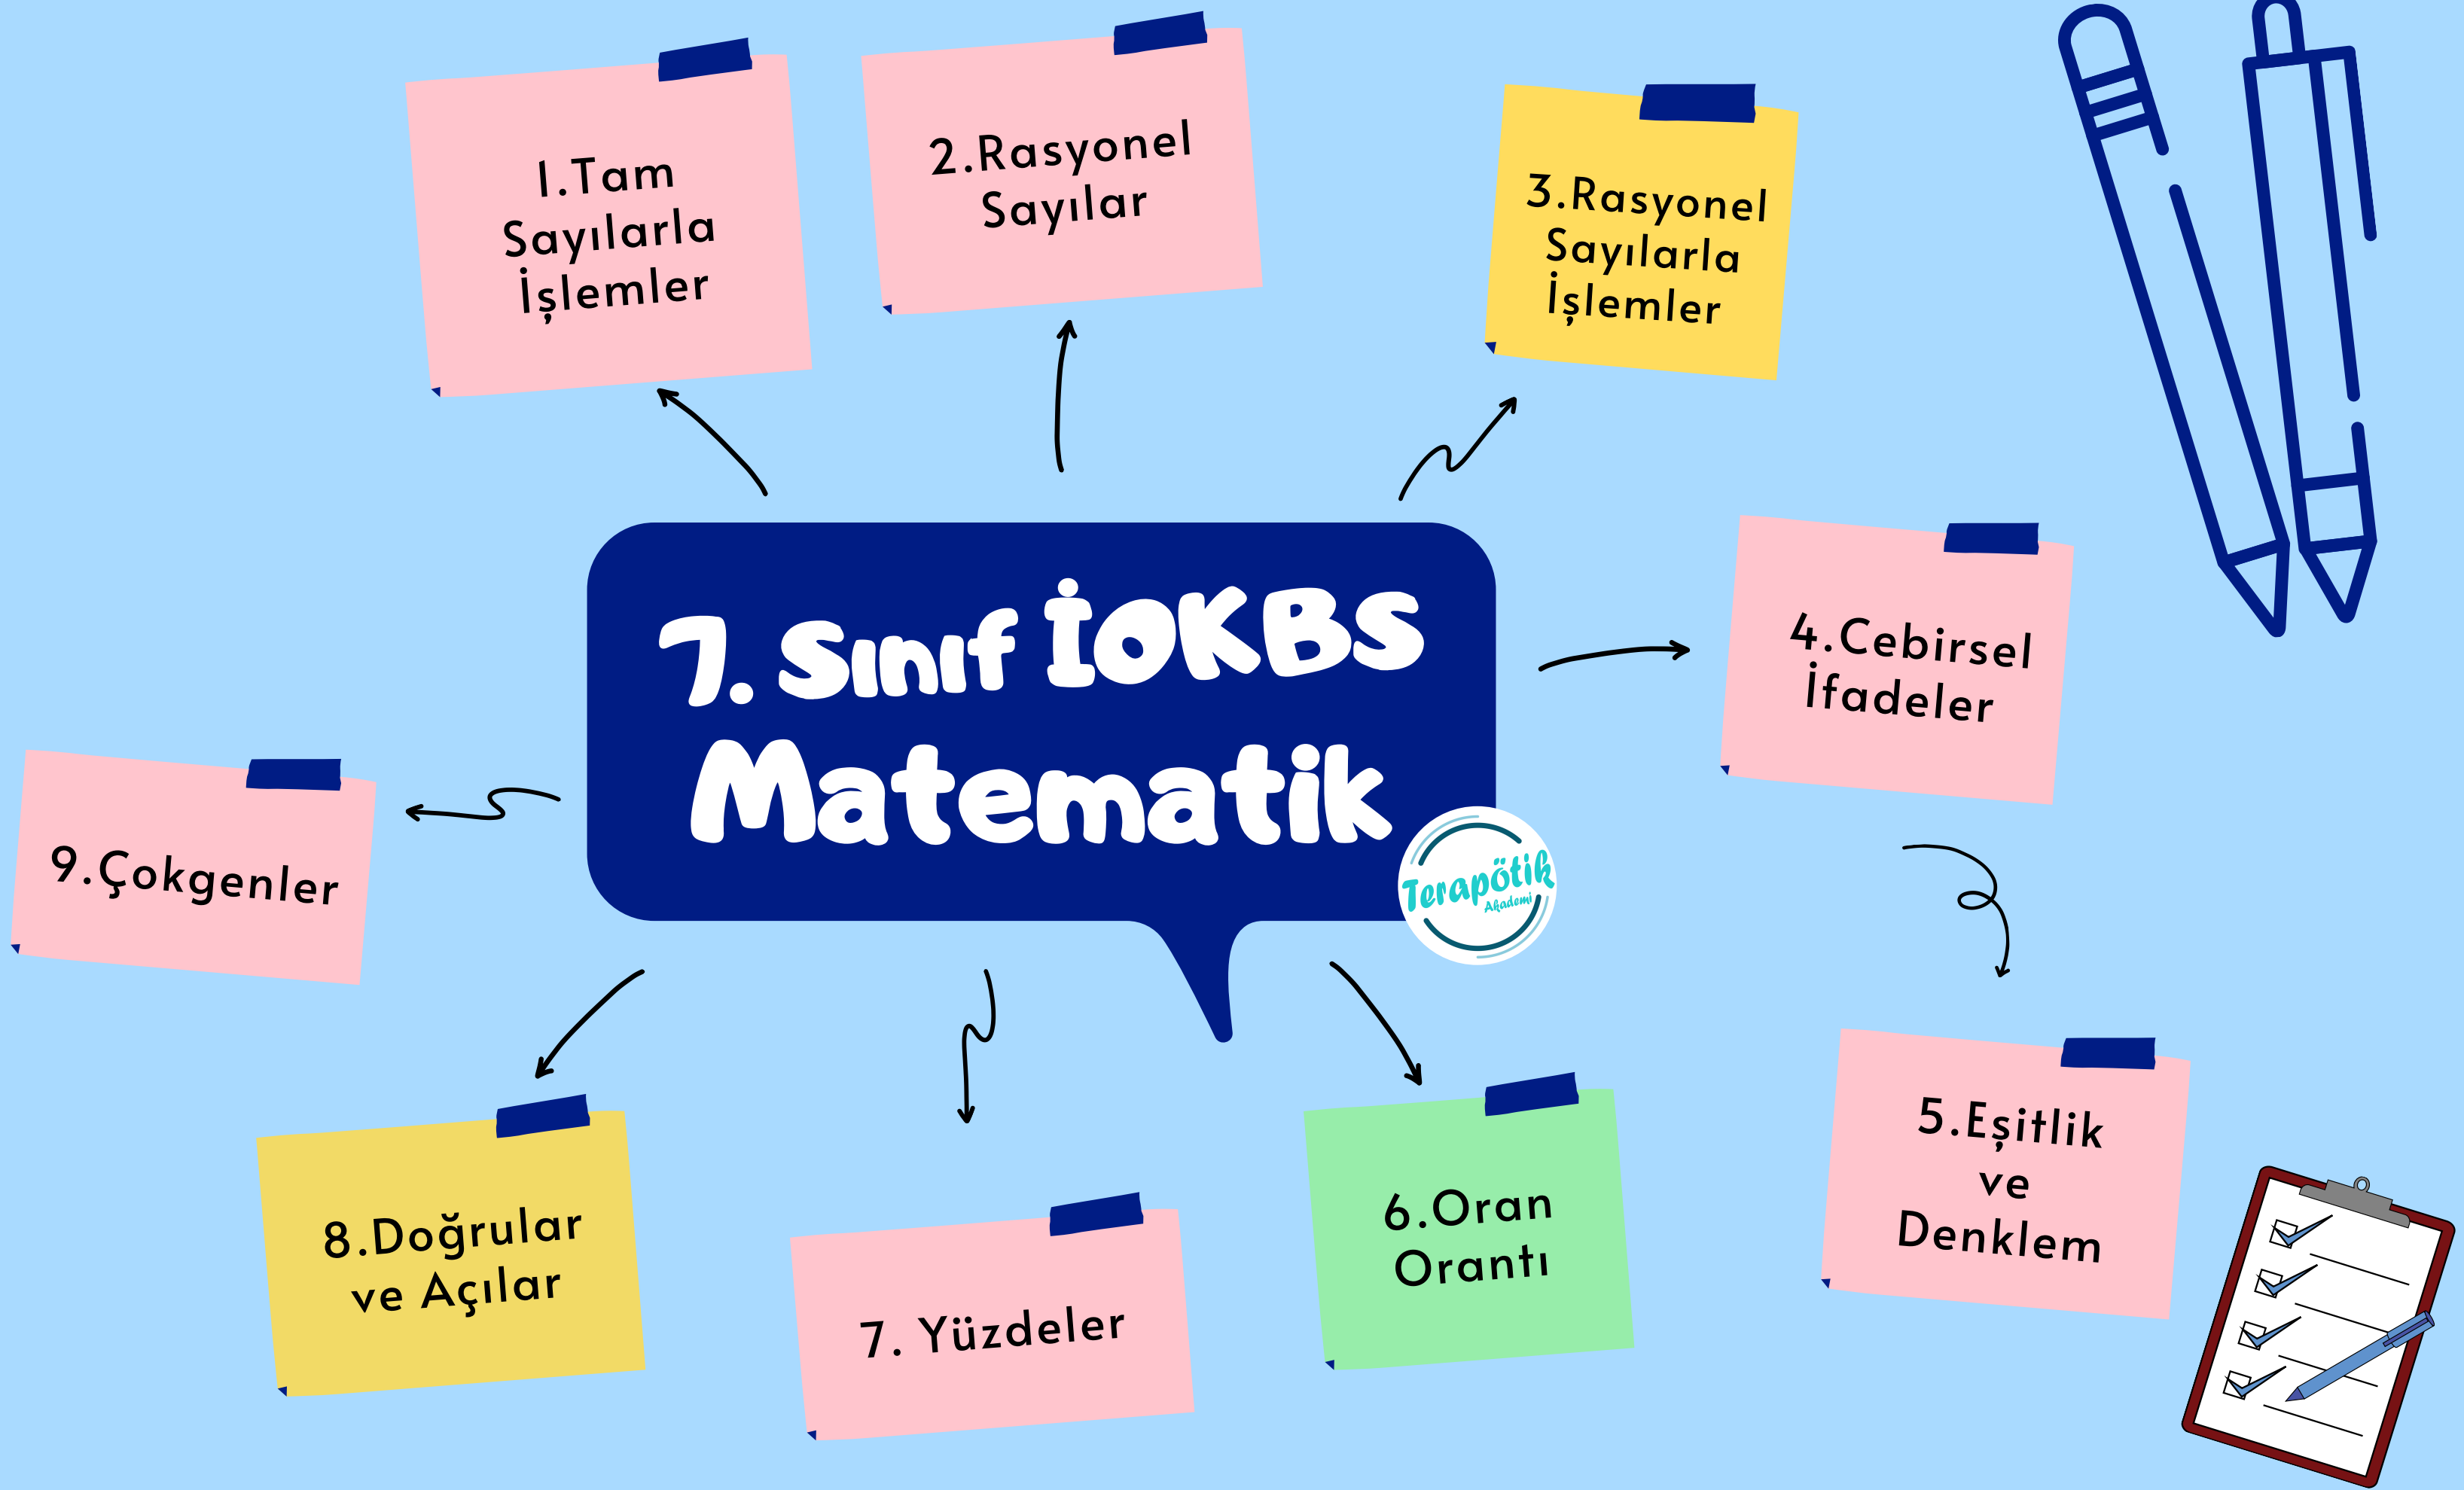 1.Tam
Sayılarla
İşlemler
2.Rasyonel
Sayılar
3.Rasyonel
Sayılarla
İşlemler
7. Sınıf İOKBS
Matematik
Terapötik
Akademi
4.Cebirsel
İfadeler
9.Çokgenler
5.Eşitlik
ve
Denklem
6.Oran
Orantı
7. Yüzdeler
8.Doğrular
ve Açılar